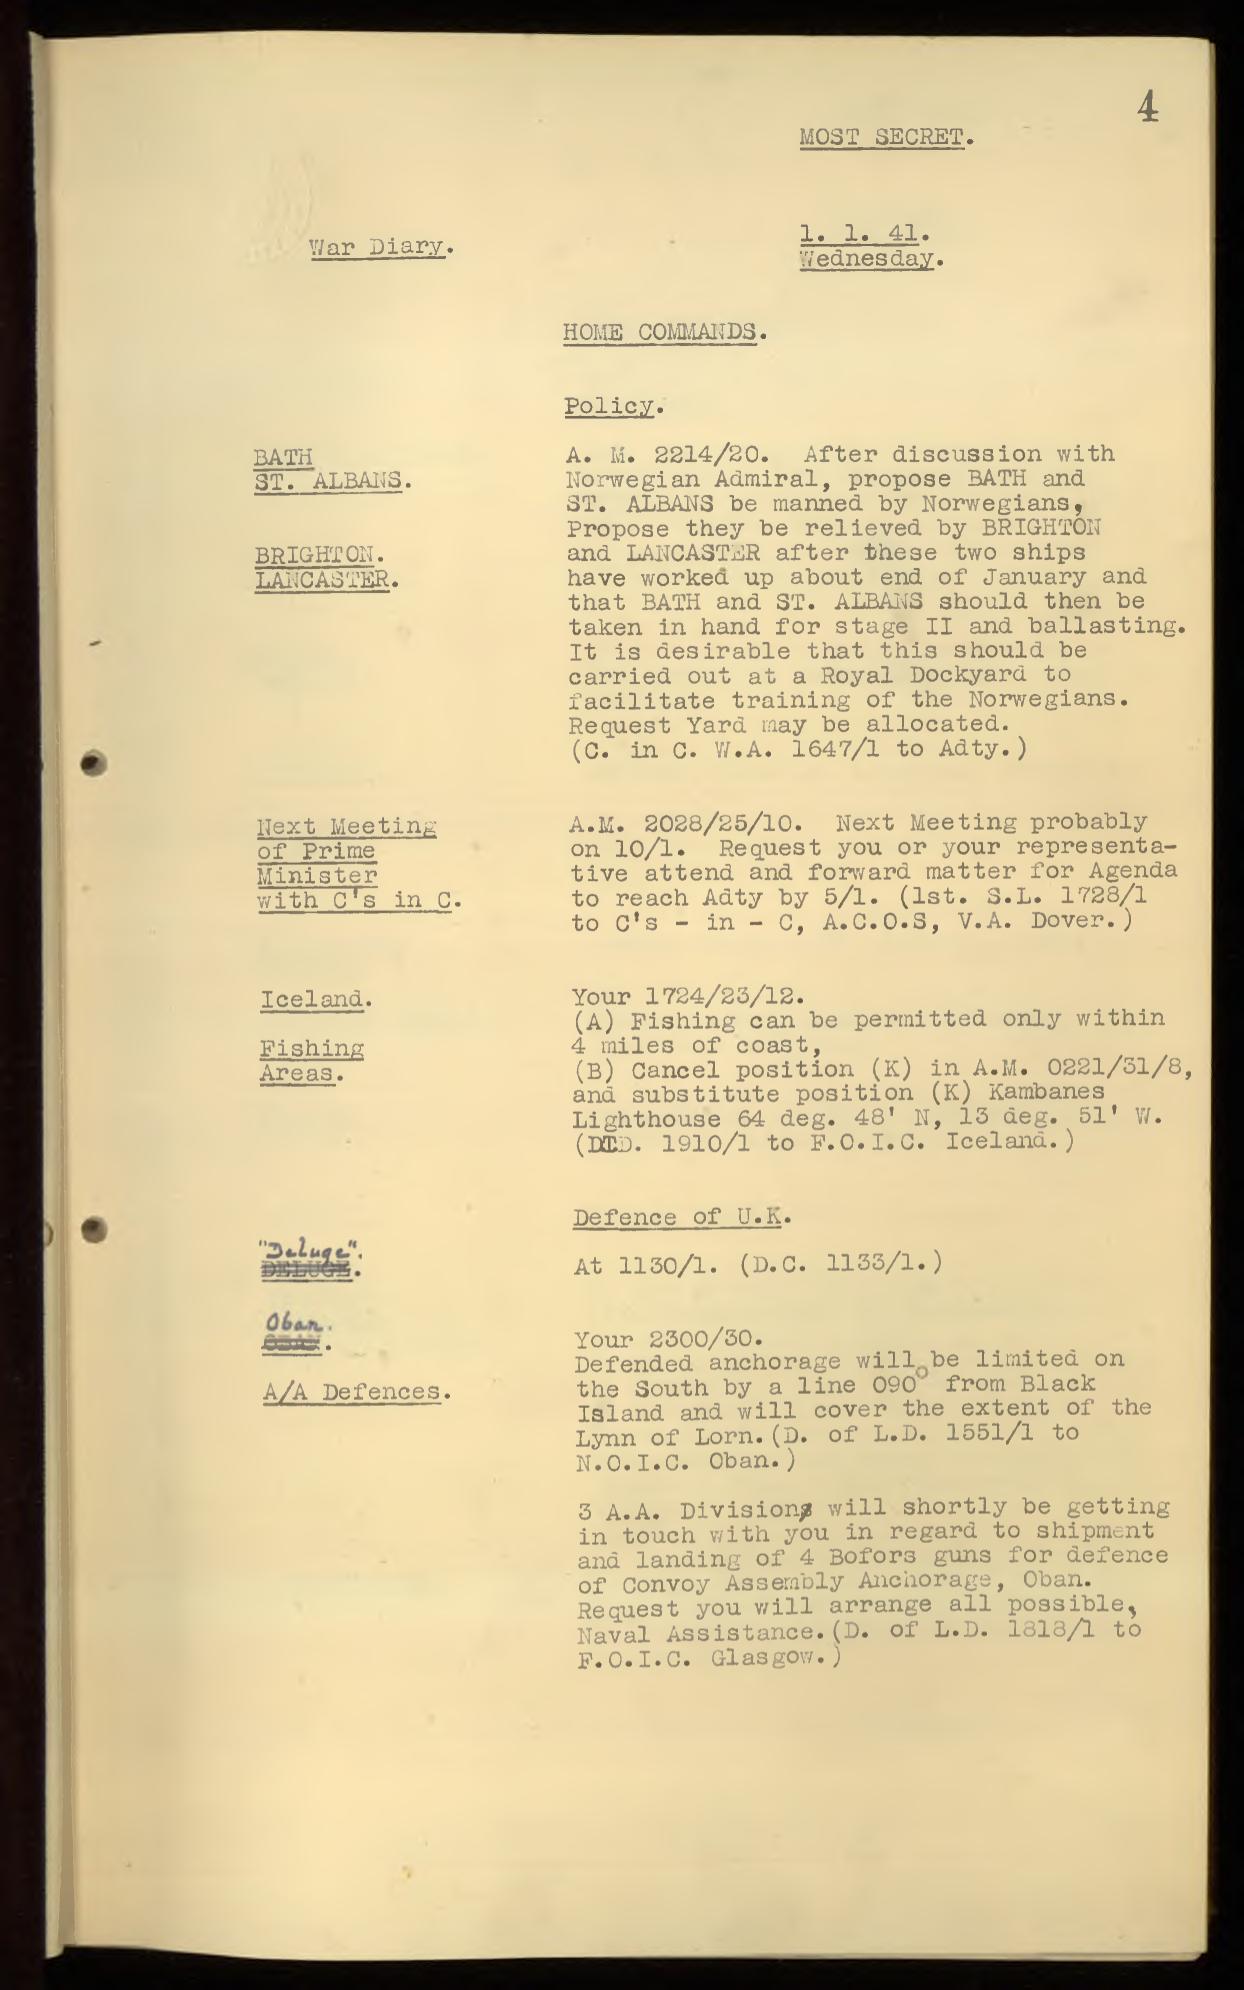 4
MOST SECRET.
War Diary.
1. 1. 41.
Wednesday.
HOME COMMANDS.
Policy.
BATH
ST. ALBANS.
BRIGHTON.
LANCASTER.
A. M. 2214/20. After discussion with
Norwegian Admiral, propose BATH and
ST. ALBANS be manned by Norwegians,
Propose they be relieved by BRIGHTON
and LANCASTER after these two ships
have worked up about end of January and
that BATH and ST. ALBANS should then be
taken in hand for stage II and ballasting.
It is desirable that this should be
carried out at a Royal Dockyard to
facilitate training of the Norwegians.
Request Yard may be allocated.
(C. in C. W.A. 1647/1 to Adty.)
Next Meeting
of Prime
Minister
with C's in C.
A.M. 2028/25/10. Next Meeting probably
on 10/1. Request you or your representa-
tive attend and forward matter for Agenda
to reach Adty by 5/1. (1st. S.L. 1728/1
to C's - in - C, A.C.O.S, V.A. Dover.)
Iceland.
Fishing
Areas.
Your 1724/23/12.
(A) Fishing can be permitted only within
4 miles of coast,
(B) Cancel position (K) in A.M. 0221/31/8,
and substitute position (K) Kambanes
Lighthouse 64 deg. 48' N, 13 deg. 51' W.
(DTD. 1910/1 to F.O.I.C. Iceland.)
Defence of U.K.
"Deluge".
DELUGE.
At 1130/1. (D.C. 1133/1.)
Oban.
OBAN.
A/A Defences.
Your 2300/30.
Defended anchorage will be limited on
the South by a line 090° from Black
Island and will cover the extent of the
Lynn of Lorn. (D. of L.D. 1551/1 to
N.O.I.C. Oban.)
3 A.A. Division will shortly be getting
in touch with you in regard to shipment
and landing of 4 Bofors guns for defence
of Convoy Assembly Anchorage, Oban.
Request you will arrange all possible,
Naval Assistance. (D. of L.D. 1818/1 to
F.O.I.C. Glasgow.)